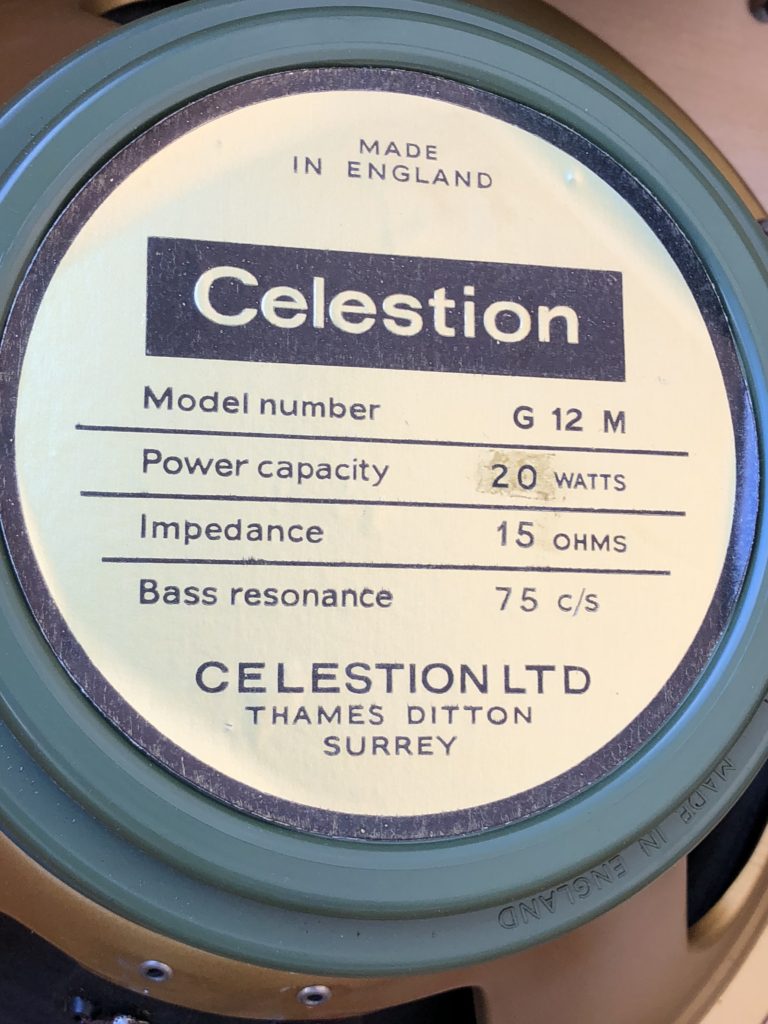 MADE
IN ENGLAND
Celestion
Model number G 12 M
Power capacity 20 WATTS
Impedance 15 OHMS
Bass resonance 75 c/s
CELESTION LTD
THAMES DITTON
SURREY
MADE IN ENGLAND